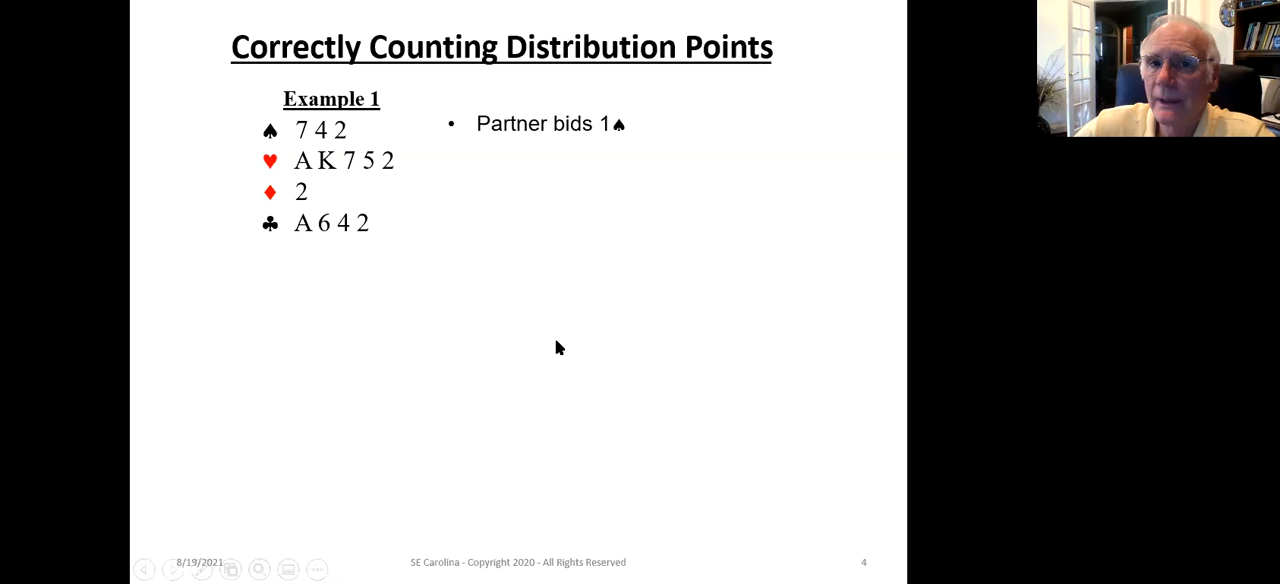 Correctly Counting Distribution Points
Example 1
♠ 7 4 2
♥ A K 7 5 2
♦ 2
♣ A 6 4 2
• Partner bids 1♠
8/19/2021
SE Carolina - Copyright 2020 - All Rights Reserved
4